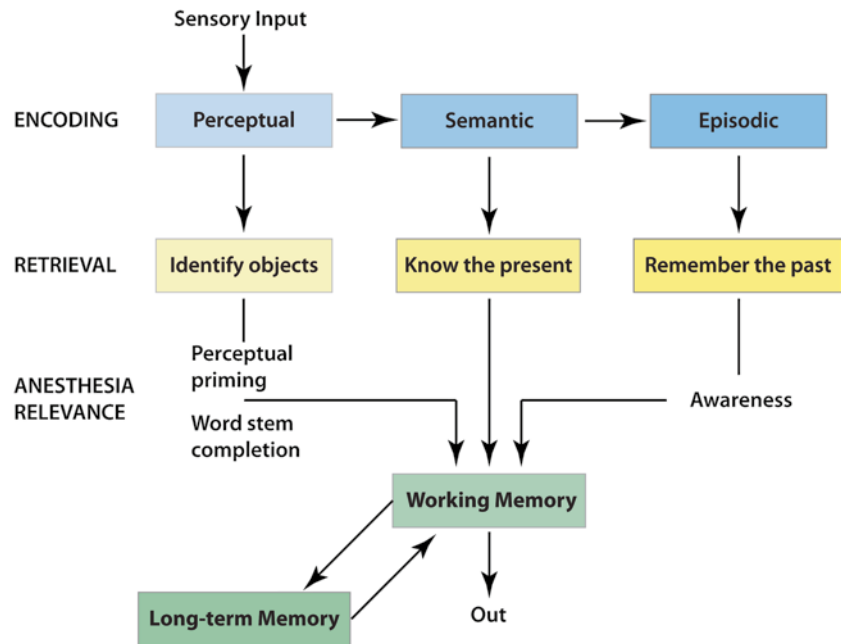 Sensory Input
ENCODING
Perceptual
Semantic
Episodic
RETRIEVAL
Identify objects
Know the present
Remember the past
Perceptual
priming
ANESTHESIA
RELEVANCE
Awareness
Word stem
completion
Working Memory
Long-term Memory
Out